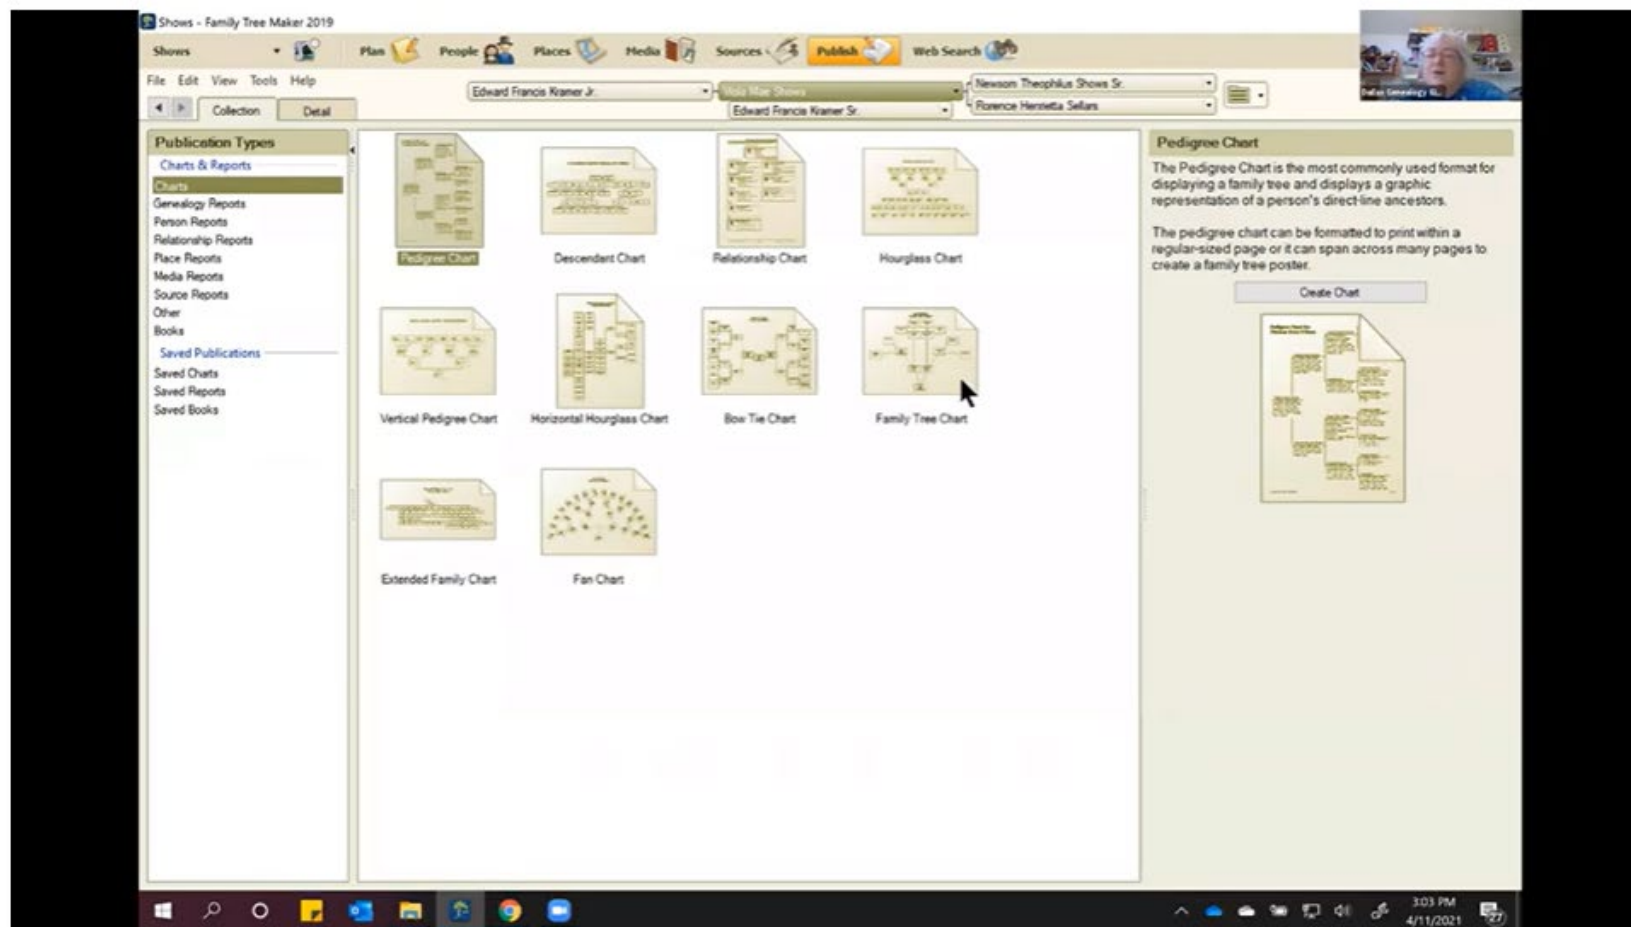 Shows - Family Tree Maker 2019
Shows
Plan
People
Places
Media
Sources
Publish
Web Search
File Edit View Tools Help
Edward Francis Kramer Jr.
Viola Mae Shows
Newsom Theophilus Shows Sr.
Edward Francis Kramer Sr.
Florence Henrietta Sellars
Collection
Detail
Publication Types
Charts & Reports
Charts
Genealogy Reports
Person Reports
Relationship Reports
Place Reports
Media Reports
Source Reports
Other
Books
Saved Publications
Saved Charts
Saved Reports
Saved Books
Pedigree Chart
Descendant Chart
Relationship Chart
Hourglass Chart
Vertical Pedigree Chart
Horizontal Hourglass Chart
Bow Tie Chart
Family Tree Chart
Extended Family Chart
Fan Chart
Pedigree Chart
The Pedigree Chart is the most commonly used format for
displaying a family tree and displays a graphic
representation of a person's direct-line ancestors.
The pedigree chart can be formatted to print within a
regular-sized page or it can span across many pages to
create a family tree poster.
Create Chart
Dallas Genealogy
3:03 PM
4/11/2021
27